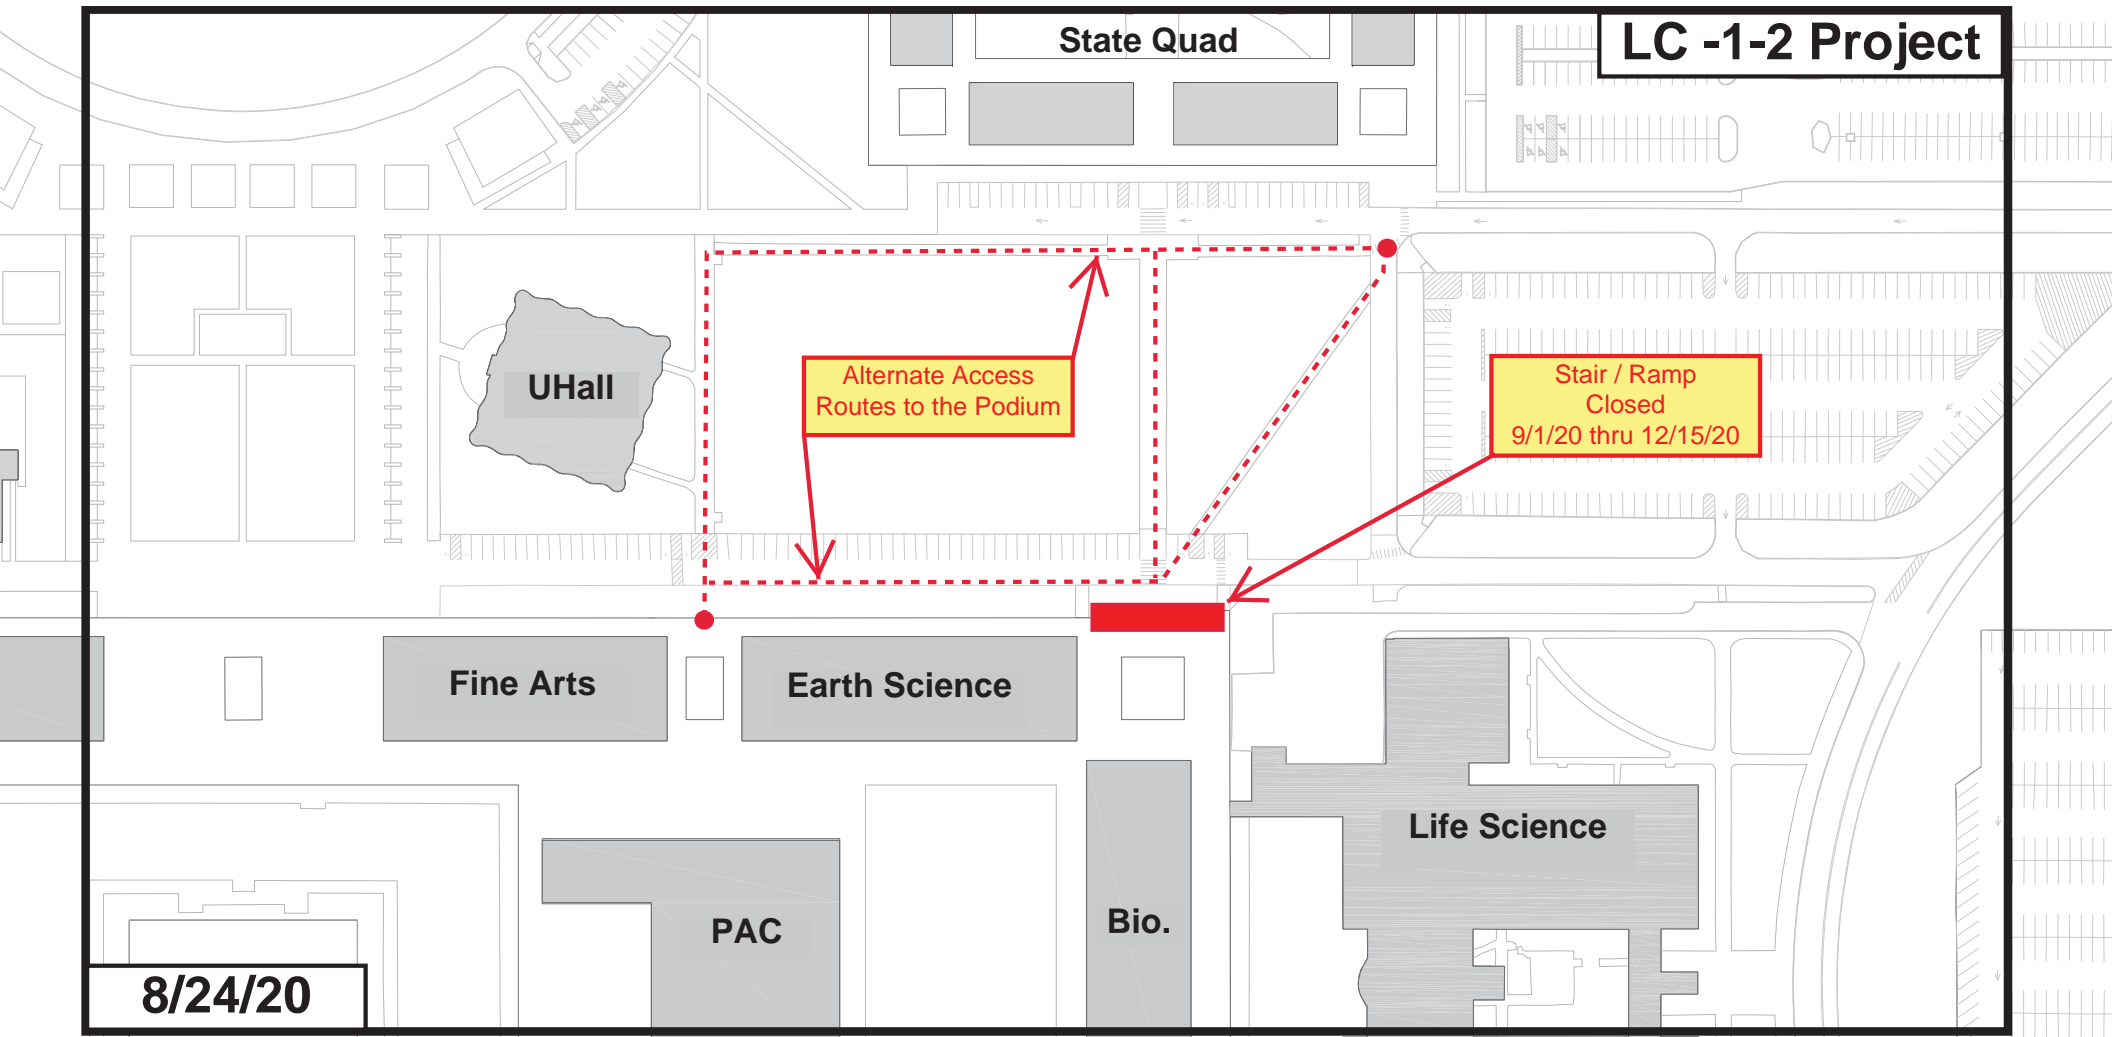 State Quad
LC -1-2 Project
UHall
Alternate Access
Routes to the Podium
Stair / Ramp
Closed
9/1/20 thru 12/15/20
Fine Arts
Earth Science
Life Science
PAC
Bio.
8/24/20